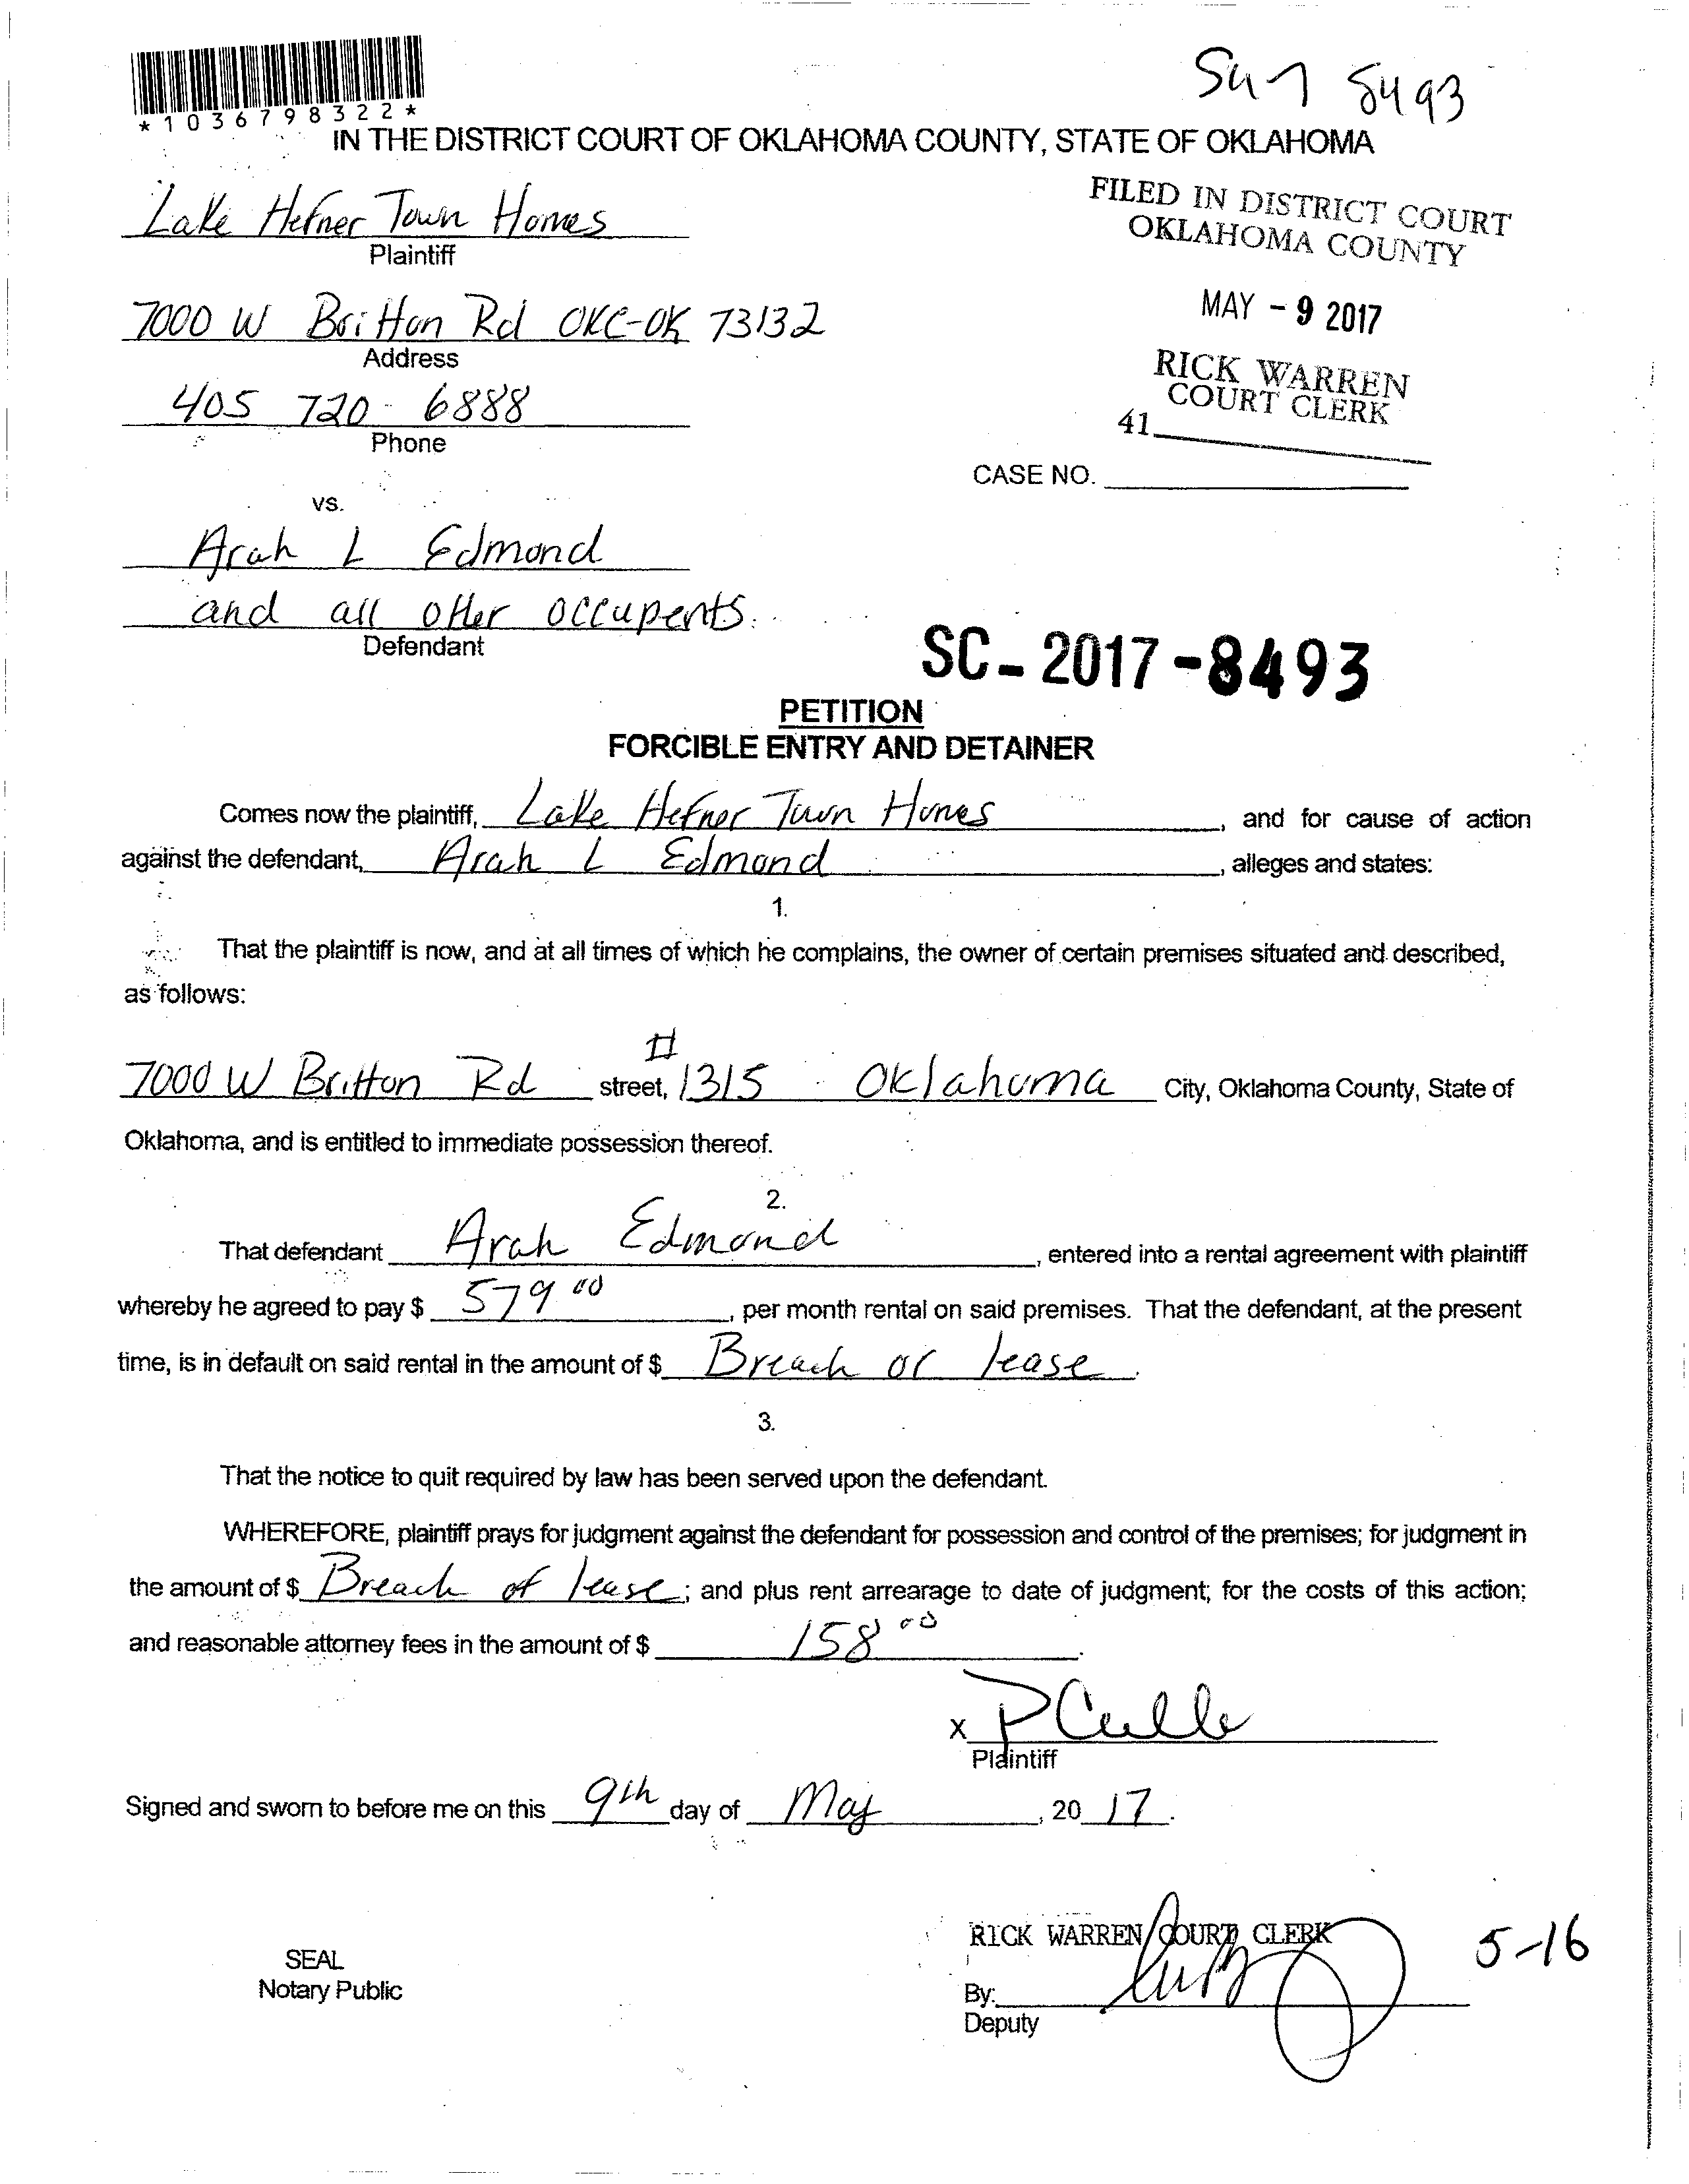 *1036798322*
8493
IN THE DISTRICT COURT OF OKLAHOMA COUNTY, STATE OF OKLAHOMA
Lake Hefner Town Homes
Plaintiff
FILED IN DISTRICT COURT
OKLAHOMA COUNTY
7000 W Britton Rd OKC-OK 73132
Address
MAY - 9 2017
RICK WARREN
COURT CLERK
405 720 6888
Phone
41
CASE NO.
vs.
Arah L Edmond
and all other occupents.
Defendant
SC- 2017-8493
PETITION
FORCIBLE ENTRY AND DETAINER
Comes now the plaintiff, Lake Hefner Town Homes, and for cause of action
against the defendant, Arah L Edmond, alleges and states:
1.
That the plaintiff is now, and at all times of which he complains, the owner of certain premises situated and described,
as follows:
7000 W Britton Rd street, #1315 Oklahoma City, Oklahoma County, State of
Oklahoma, and is entitled to immediate possession thereof.
2.
That defendant Arah Edmond, entered into a rental agreement with plaintiff
whereby he agreed to pay $ 579 00, per month rental on said premises. That the defendant, at the present
time, is in default on said rental in the amount of $ Breach or lease.
3.
That the notice to quit required by law has been served upon the defendant.
WHEREFORE, plaintiff prays for judgment against the defendant for possession and control of the premises; for judgment in
the amount of $ Breach of lease; and plus rent arrearage to date of judgment; for the costs of this action;
and reasonable attorney fees in the amount of $ 158 00.
x
Plaintiff
Signed and sworn to before me on this 9th day of May, 20 17.
RICK WARREN COURT CLERK
5-16
SEAL
Notary Public
By:
Deputy